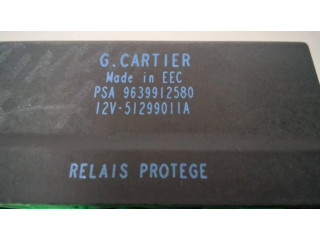 G.CARTIER
Made in EEC
PSA 9639912580
12V-51299011A
RELAIS PROTEGE